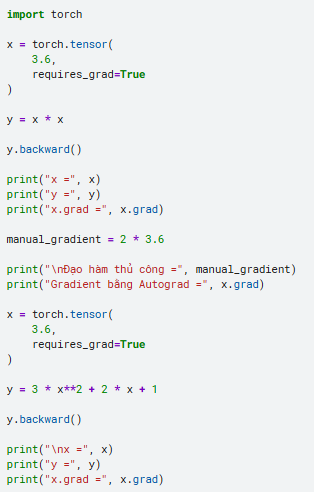 import torch
x = torch.tensor(
    3.6,
    requires_grad=True
)
y = x * x
y.backward()
print("x =", x)
print("y =", y)
print("x.grad =", x.grad)
manual_gradient = 2 * 3.6
print("\nĐạo hàm thủ công =", manual_gradient)
print("Gradient bằng Autograd =", x.grad)
x = torch.tensor(
    3.6,
    requires_grad=True
)
y = 3 * x**2 + 2 * x + 1
y.backward()
print("\nx =", x)
print("y =", y)
print("x.grad =", x.grad)